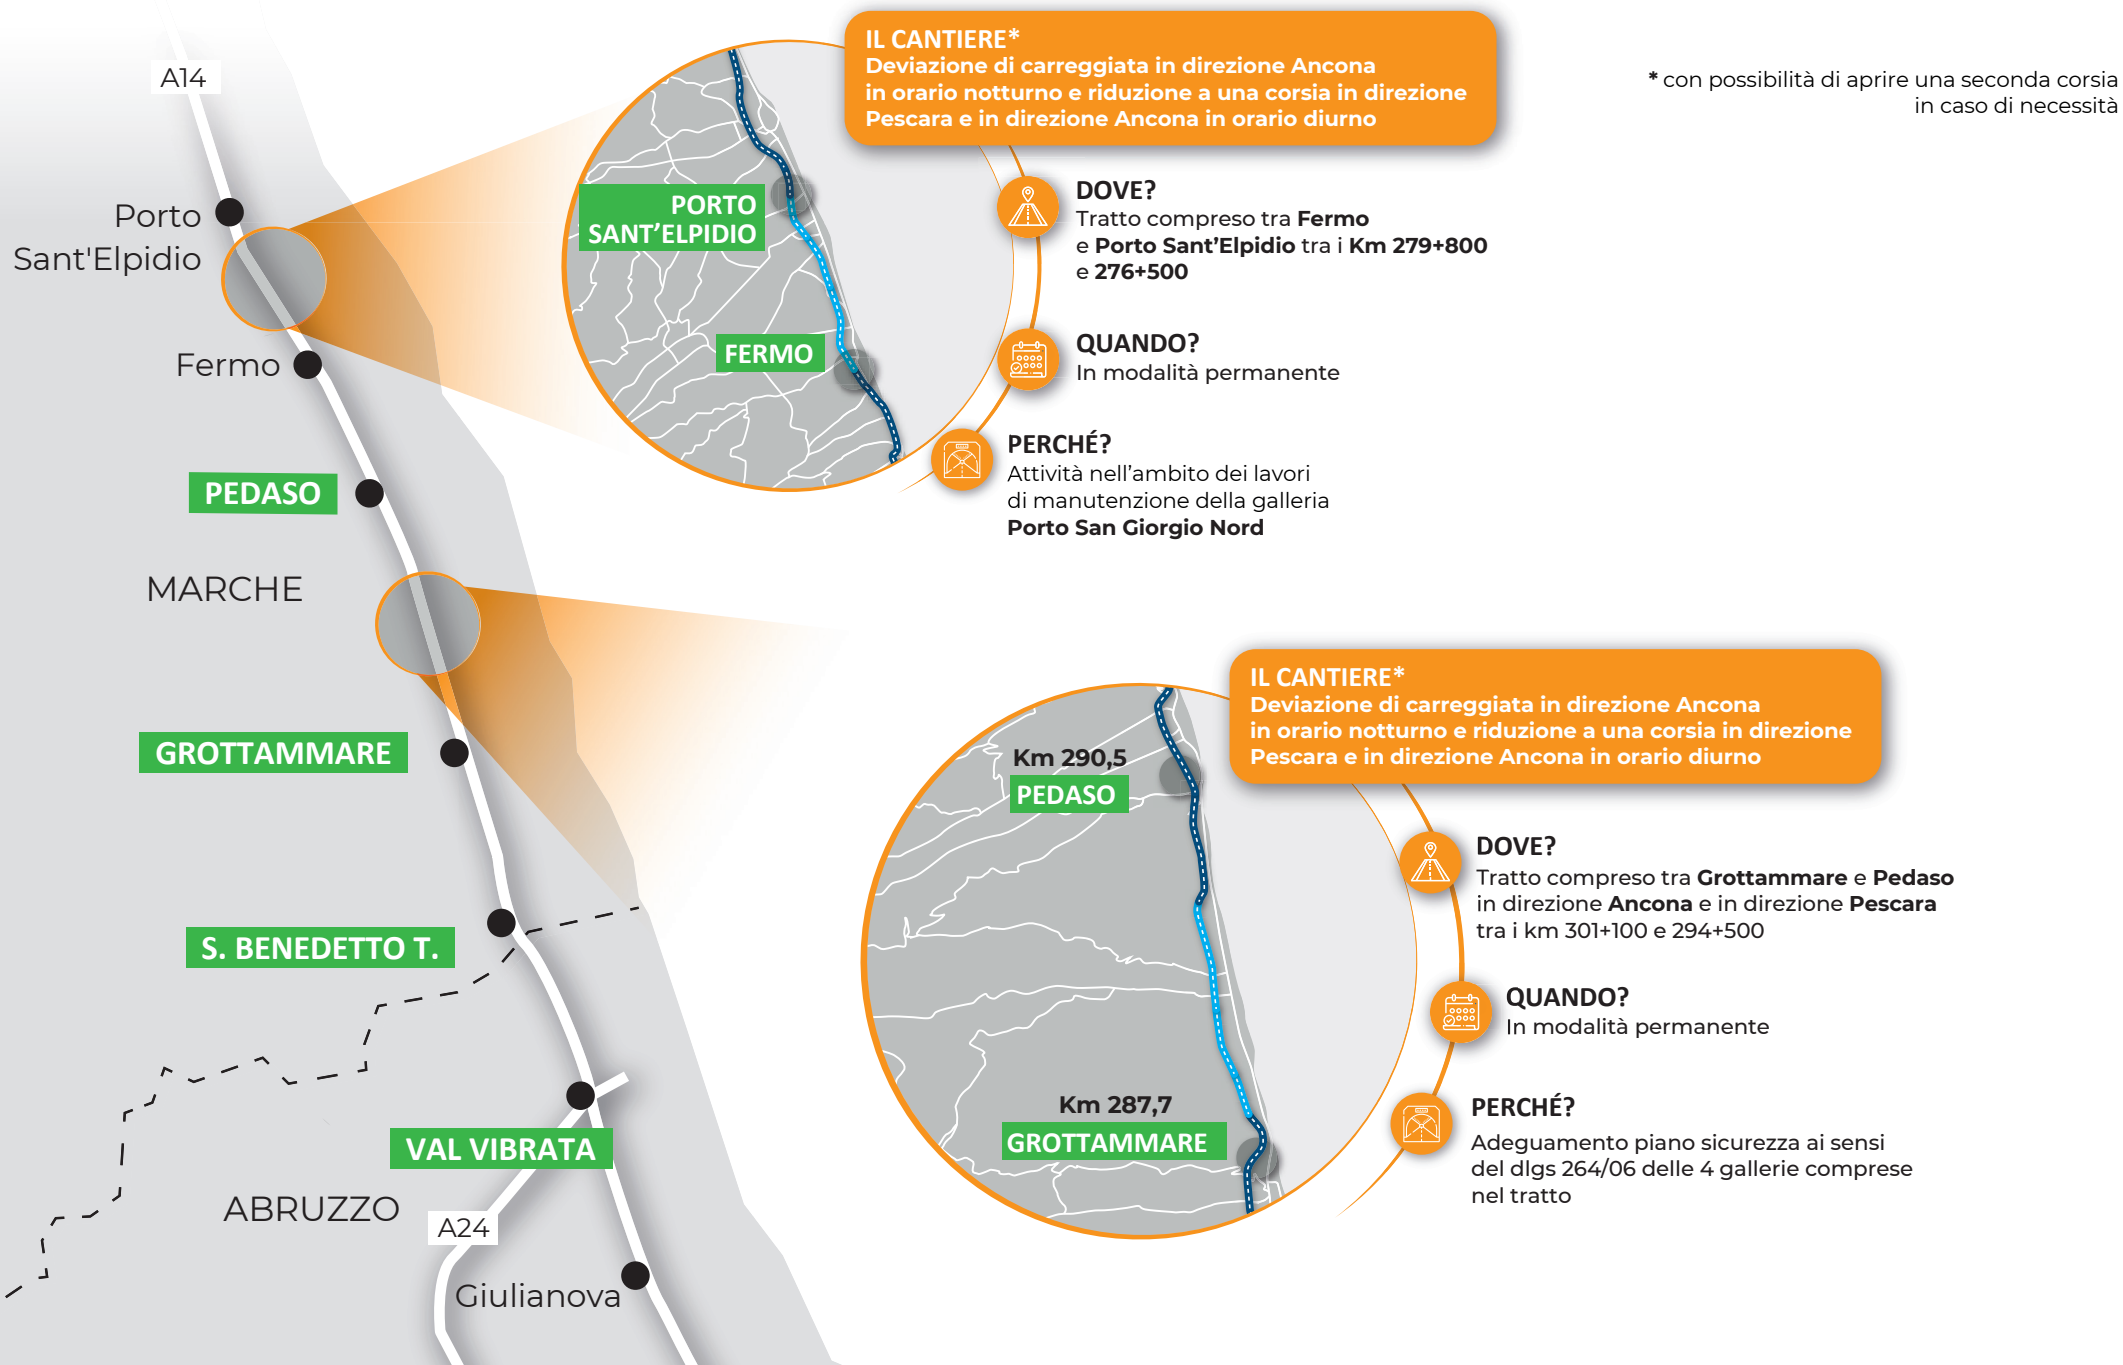 A14
Porto
Sant'Elpidio
Fermo
PEDASO
MARCHE
GROTTAMMARE
S. BENEDETTO T.
VAL VIBRATA
ABRUZZO
A24
Giulianova
IL CANTIERE*
Deviazione di carreggiata in direzione Ancona
in orario notturno e riduzione a una corsia in direzione
Pescara e in direzione Ancona in orario diurno
* con possibilità di aprire una seconda corsia
in caso di necessità
PORTO
SANT’ELPIDIO
FERMO
DOVE?
Tratto compreso tra Fermo
e Porto Sant’Elpidio tra i Km 279+800
e 276+500
QUANDO?
In modalità permanente
PERCHÉ?
Attività nell’ambito dei lavori
di manutenzione della galleria
Porto San Giorgio Nord
IL CANTIERE*
Deviazione di carreggiata in direzione Ancona
in orario notturno e riduzione a una corsia in direzione
Pescara e in direzione Ancona in orario diurno
Km 290,5
PEDASO
Km 287,7
GROTTAMMARE
DOVE?
Tratto compreso tra Grottammare e Pedaso
in direzione Ancona e in direzione Pescara
tra i km 301+100 e 294+500
QUANDO?
In modalità permanente
PERCHÉ?
Adeguamento piano sicurezza ai sensi
del dlgs 264/06 delle 4 gallerie comprese
nel tratto